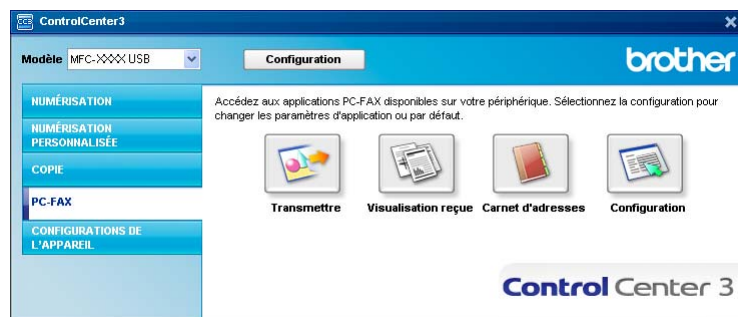 ControlCenter3
Modèle MFC-XXXX USB
Configuration
brother
NUMÉRISATION
NUMÉRISATION
PERSONNALISÉE
COPIE
PC-FAX
CONFIGURATIONS DE
L'APPAREIL
Accédez aux applications PC-FAX disponibles sur votre périphérique. Sélectionnez la configuration pour
changer les paramètres d'application ou par défaut.
Transmettre
Visualisation reçue
Carnet d'adresses
Configuration
Control Center 3